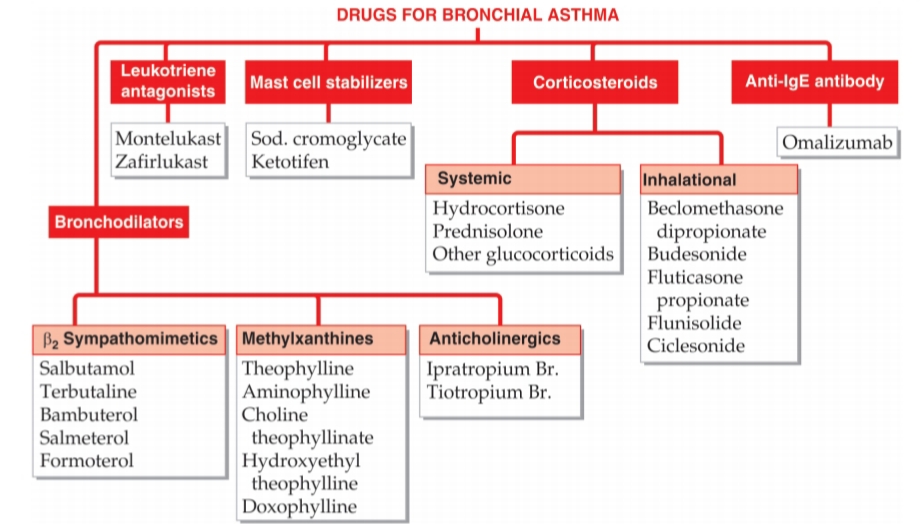 DRUGS FOR BRONCHIAL ASTHMA
Leukotriene
antagonists
Montelukast
Zafirlukast
Mast cell stabilizers
Sod. cromoglycate
Ketotifen
Corticosteroids
Systemic
Hydrocortisone
Prednisolone
Other glucocorticoids
Inhalational
Beclomethasone
dipropionate
Budesonide
Fluticasone
propionate
Flunisolide
Ciclesonide
Anti-IgE antibody
Omalizumab
Bronchodilators
β₂ Sympathomimetics
Salbutamol
Terbutaline
Bambuterol
Salmeterol
Formoterol
Methylxanthines
Theophylline
Aminophylline
Choline
theophyllinate
Hydroxyethyl
theophylline
Doxophylline
Anticholinergics
Ipratropium Br.
Tiotropium Br.